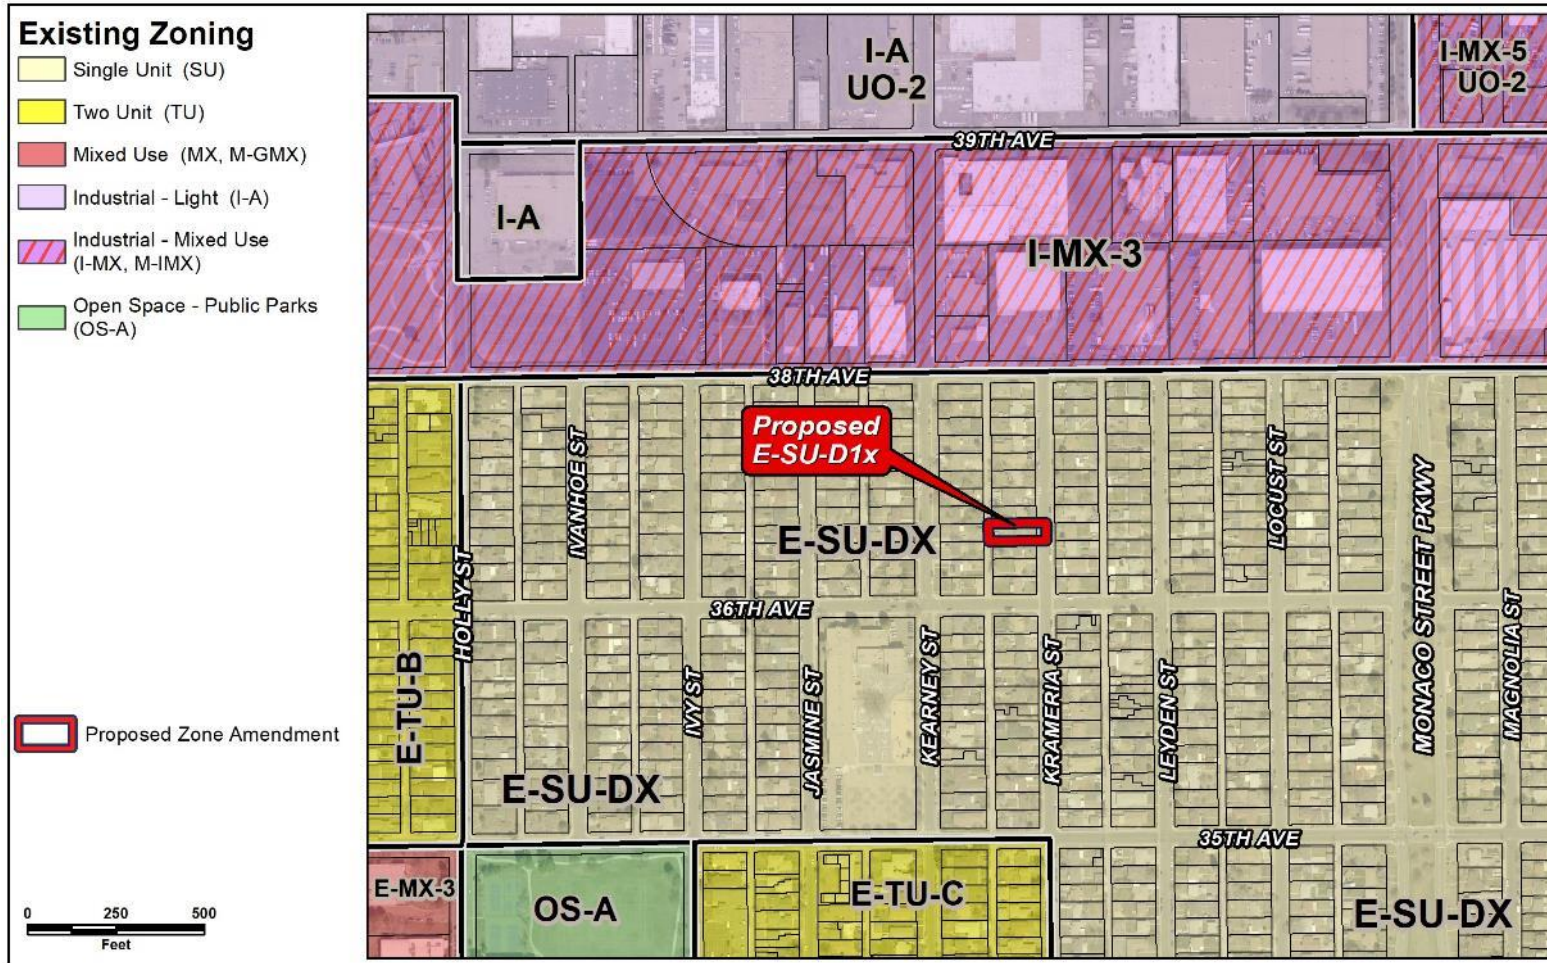 Existing Zoning
Single Unit (SU)
Two Unit (TU)
Mixed Use (MX, M-GMX)
Industrial - Light (I-A)
Industrial - Mixed Use
(I-MX, M-IMX)
Open Space - Public Parks
(OS-A)
Proposed Zone Amendment
0 250 500
Feet
I-A
UO-2
I-MX-5
UO-2
39TH AVE
I-A
I-MX-3
38TH AVE
Proposed
E-SU-D1x
IVANHOE ST
LOCUST ST
E-SU-DX
HOLLY ST
MONACO STREET PKWY
36TH AVE
MAGNOLIA ST
E-TU-B
IVY ST
JASMINE ST
KEARNEY ST
KRAMERIA ST
LEYDEN ST
E-SU-DX
35TH AVE
E-MX-3
OS-A
E-TU-C
E-SU-DX